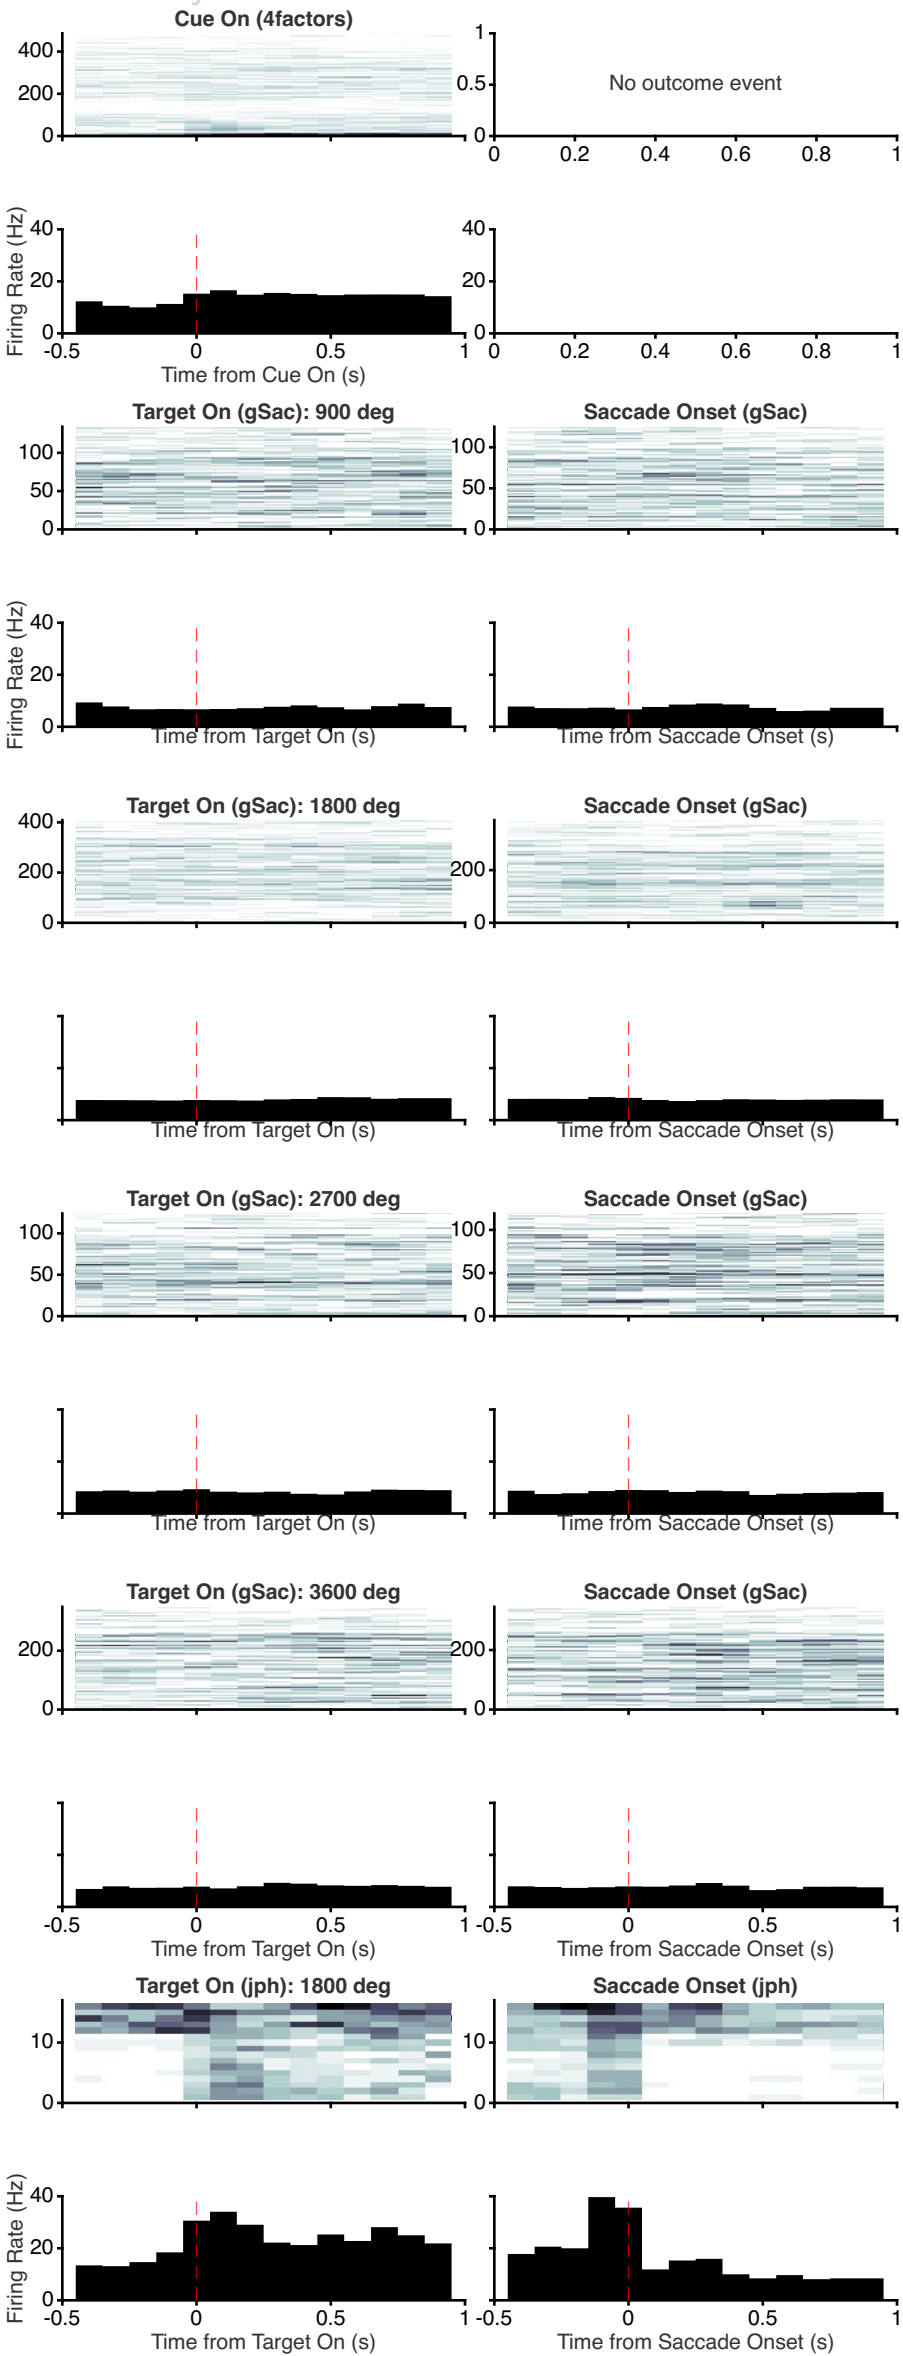 Cue On (4factors)
400
200
0
1
0.5
0
No outcome event
0 0.2 0.4 0.6 0.8 1
Firing Rate (Hz)
40
20
0
-0.5 0 0.5 1
Time from Cue On (s)
40
20
0
0 0.2 0.4 0.6 0.8 1
Target On (gSac): 900 deg
100
50
0
Saccade Onset (gSac)
100
50
0
Firing Rate (Hz)
40
20
0
Time from Target On (s)
Time from Saccade Onset (s)
Target On (gSac): 1800 deg
400
200
0
Saccade Onset (gSac)
200
0
Time from Target On (s)
Time from Saccade Onset (s)
Target On (gSac): 2700 deg
100
50
0
Saccade Onset (gSac)
100
50
0
Time from Target On (s)
Time from Saccade Onset (s)
Target On (gSac): 3600 deg
200
0
Saccade Onset (gSac)
200
0
-0.5 0 0.5 1
Time from Target On (s)
-0.5 0 0.5 1
Time from Saccade Onset (s)
Target On (jph): 1800 deg
10
0
Saccade Onset (jph)
10
0
Firing Rate (Hz)
40
20
0
-0.5 0 0.5 1
Time from Target On (s)
-0.5 0 0.5 1
Time from Saccade Onset (s)